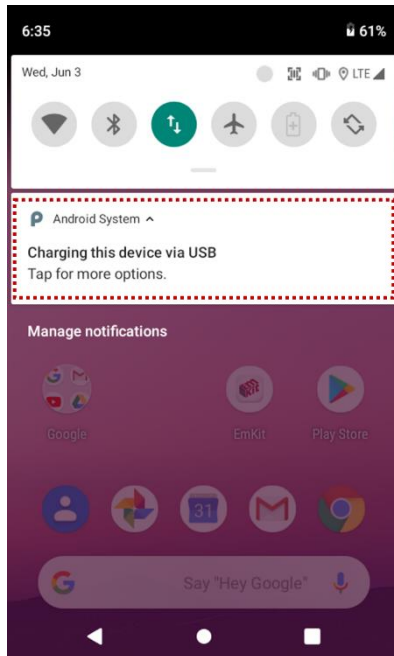 6:35 61%
Wed, Jun 3 LTE
Android System
Charging this device via USB
Tap for more options.
Manage notifications
Google EmKit Play Store
31
Say "Hey Google"